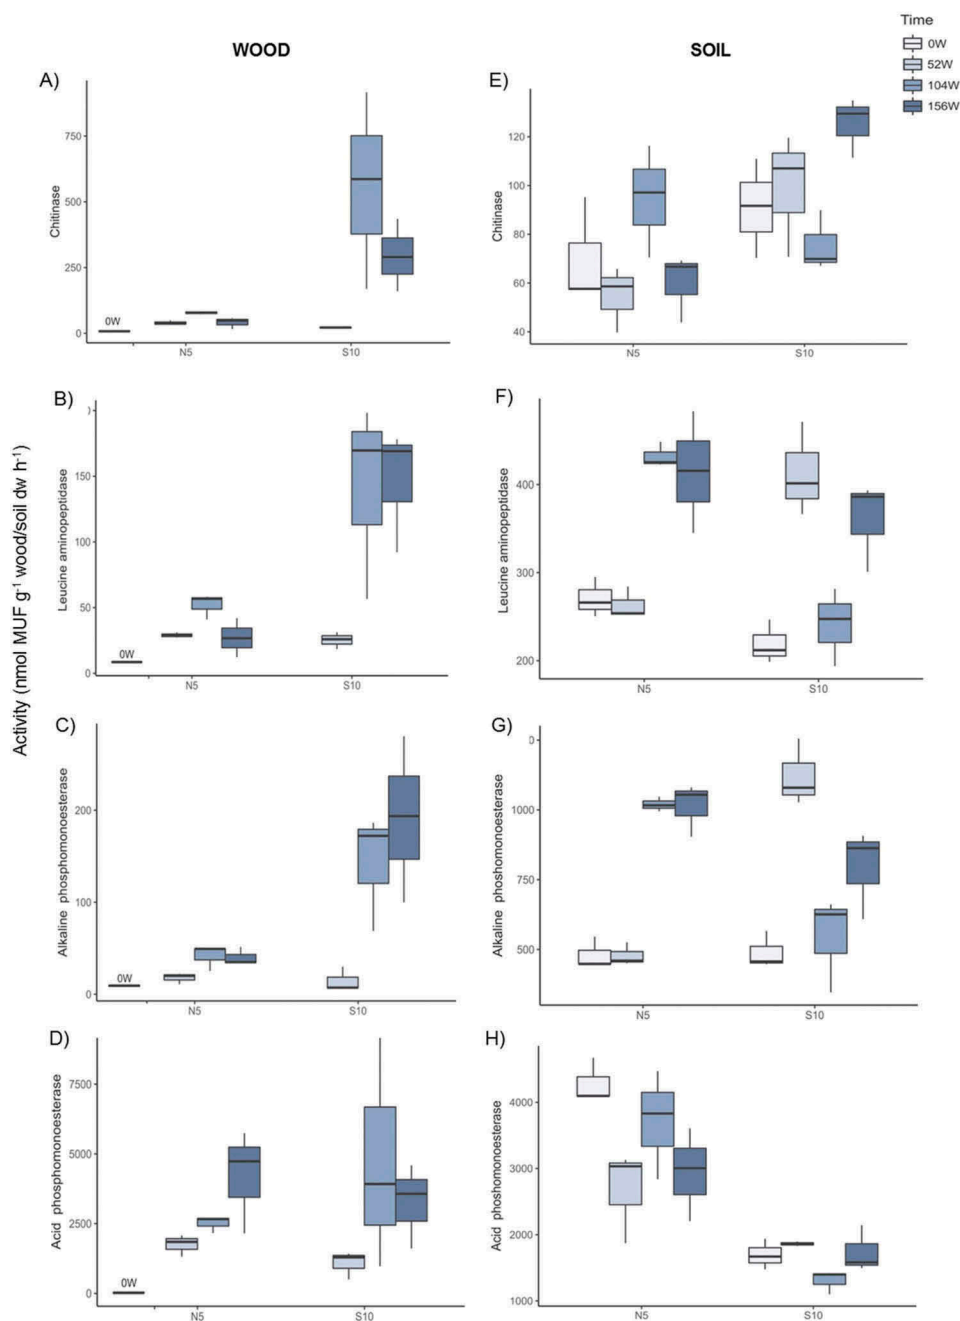 Time
0W
52W
104W
156W
WOOD
SOIL
Activity (nmol MUF g⁻¹ wood/soil dw h⁻¹)
A)
Chitinase
750
500
250
0
0W
N5
S10
E)
Chitinase
120
100
80
60
40
N5
S10
B)
Leucine aminopeptidase
)0
150
100
50
0
0W
N5
S10
F)
Leucine aminopeptidase
400
300
200
N5
S10
C)
Alkaline phosphomonoesterase
200
100
0
0W
N5
S10
G)
Alkaline phoshomonoesterase
)0
1000
750
500
N5
S10
D)
Acid phosphomonoesterase
7500
5000
2500
0
0W
N5
S10
H)
Acid phoshomonoesterase
4000
3000
2000
1000
N5
S10